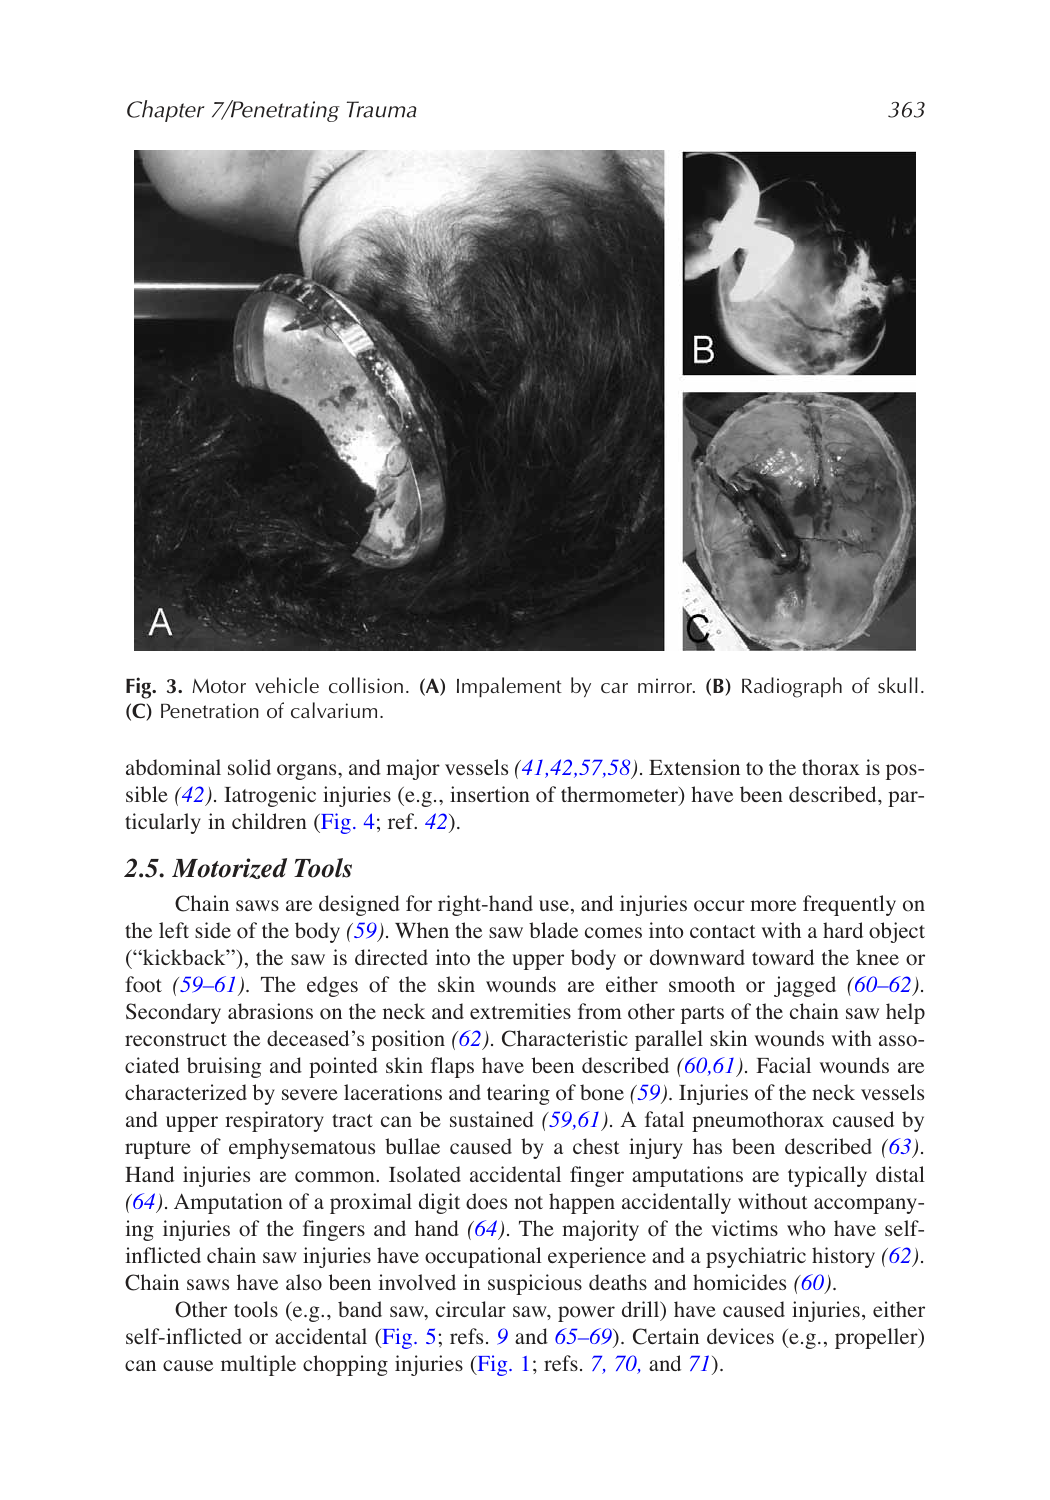 Chapter 7/Penetrating Trauma 363
A
B
C
Fig. 3. Motor vehicle collision. (A) Impalement by car mirror. (B) Radiograph of skull.
(C) Penetration of calvarium.
abdominal solid organs, and major vessels (41,42,57,58). Extension to the thorax is pos-
sible (42). Iatrogenic injuries (e.g., insertion of thermometer) have been described, par-
ticularly in children (Fig. 4; ref. 42).
2.5. Motorized Tools
Chain saws are designed for right-hand use, and injuries occur more frequently on
the left side of the body (59). When the saw blade comes into contact with a hard object
(“kickback”), the saw is directed into the upper body or downward toward the knee or
foot (59–61). The edges of the skin wounds are either smooth or jagged (60–62).
Secondary abrasions on the neck and extremities from other parts of the chain saw help
reconstruct the deceased’s position (62). Characteristic parallel skin wounds with asso-
ciated bruising and pointed skin flaps have been described (60,61). Facial wounds are
characterized by severe lacerations and tearing of bone (59). Injuries of the neck vessels
and upper respiratory tract can be sustained (59,61). A fatal pneumothorax caused by
rupture of emphysematous bullae caused by a chest injury has been described (63).
Hand injuries are common. Isolated accidental finger amputations are typically distal
(64). Amputation of a proximal digit does not happen accidentally without accompany-
ing injuries of the fingers and hand (64). The majority of the victims who have self-
inflicted chain saw injuries have occupational experience and a psychiatric history (62).
Chain saws have also been involved in suspicious deaths and homicides (60).
Other tools (e.g., band saw, circular saw, power drill) have caused injuries, either
self-inflicted or accidental (Fig. 5; refs. 9 and 65–69). Certain devices (e.g., propeller)
can cause multiple chopping injuries (Fig. 1; refs. 7, 70, and 71).